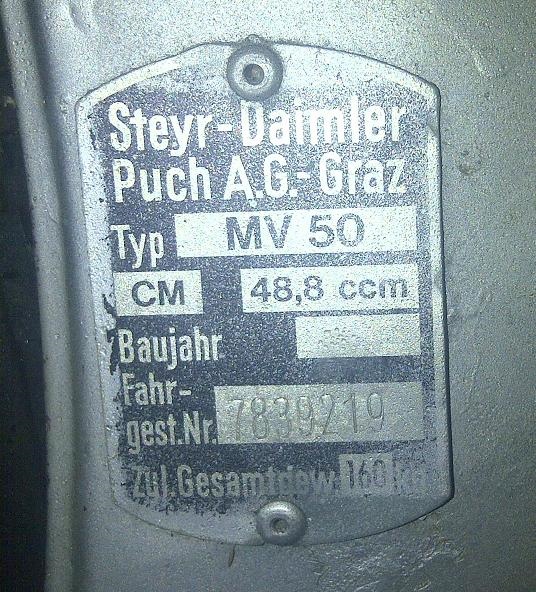 Steyr-Daimler
Puch A.G.-Graz
Typ MV 50
CM 48,8 ccm
Baujahr
Fahr-
gest.Nr. 7839219
Zul.Gesamtgew. 160 kg